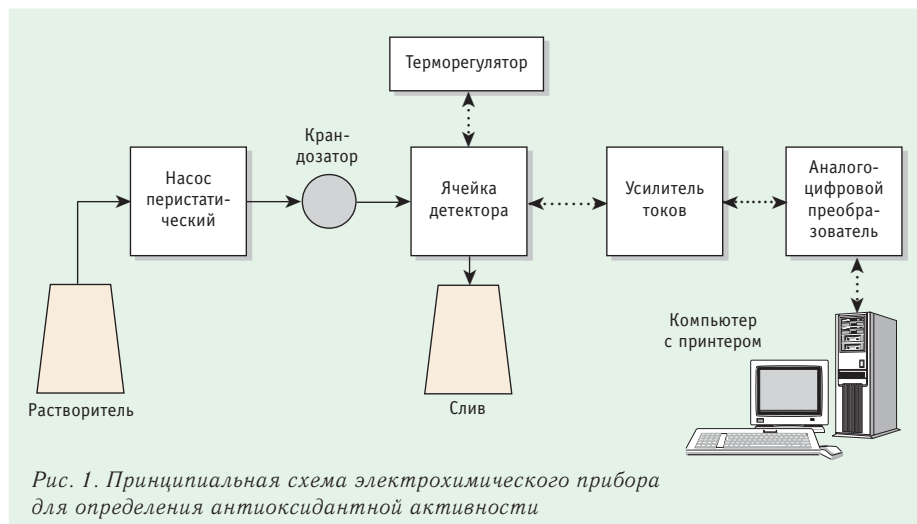 Терморегулятор
Кран-
дозатор
Насос
перистати-
ческий
Ячейка
детектора
Усилитель
токов
Аналого-
цифровой
преобра-
зователь
Компьютер
с принтером
Растворитель
Слив
Рис. 1. Принципиальная схема электрохимического прибора
для определения антиоксидантной активности